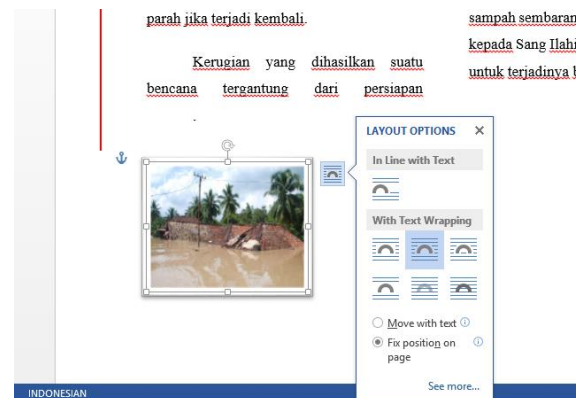 parah jika terjadi kembali.
Kerugian yang dihasilkan suatu
bencana tergantung dari persiapan
.
sampah sembaran
kepada Sang Ilahi
untuk terjadinya b
LAYOUT OPTIONS
In Line with Text
With Text Wrapping
Move with text
Fix position on
page
See more...
INDONESIAN